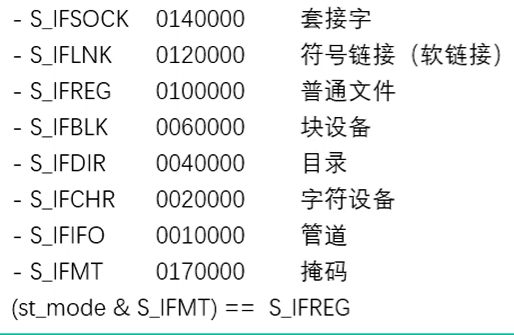 - S_IFSOCK 0140000 套接字
- S_IFLNK 0120000 符号链接（软链接）
- S_IFREG 0100000 普通文件
- S_IFBLK 0060000 块设备
- S_IFDIR 0040000 目录
- S_IFCHR 0020000 字符设备
- S_IFIFO 0010000 管道
- S_IFMT 0170000 掩码
(st_mode & S_IFMT) == S_IFREG